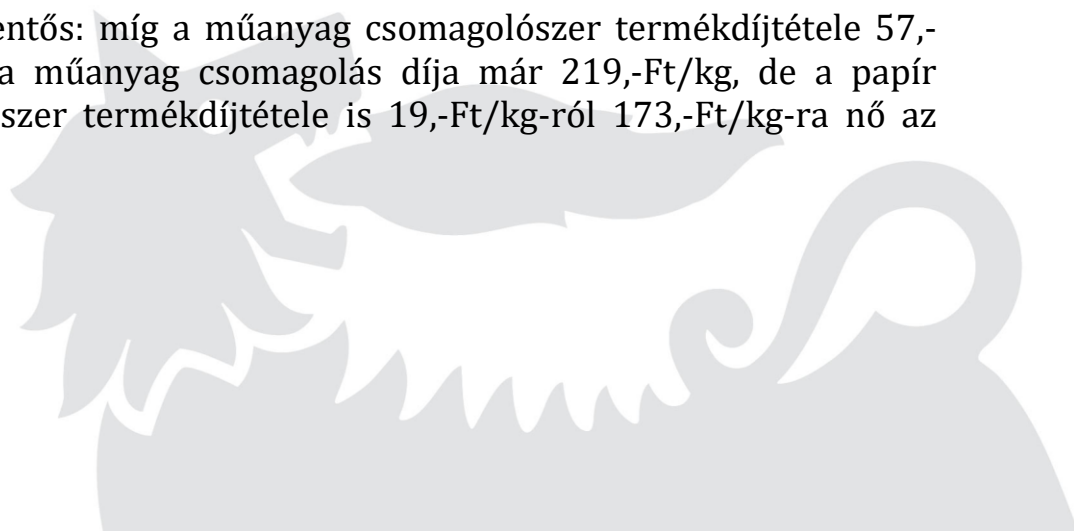 entős: míg a műanyag csomagolószer termékdíjtétele 57,-
a műanyag csomagolás díja már 219,-Ft/kg, de a papír
szer termékdíjtétele is 19,-Ft/kg-ról 173,-Ft/kg-ra nő az